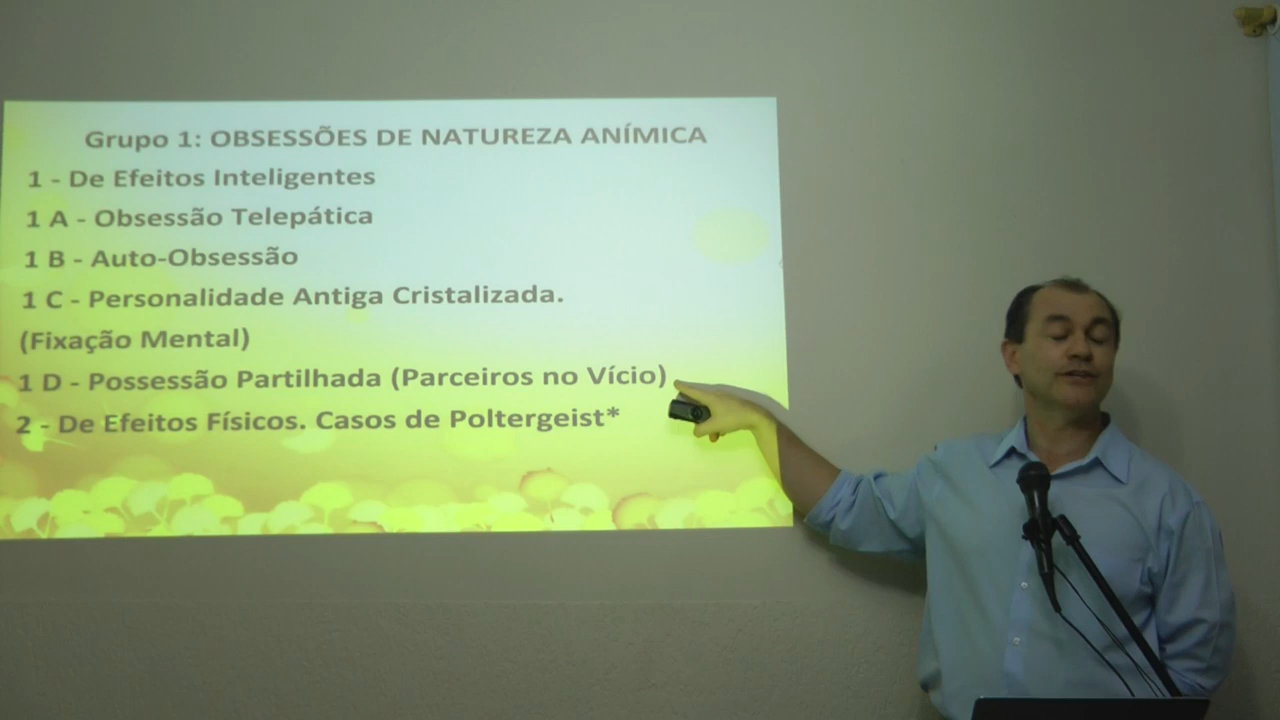 Grupo 1: OBSESSÕES DE NATUREZA ANÍMICA
1 - De Efeitos Inteligentes
1 A - Obsessão Telepática
1 B - Auto-Obsessão
1 C - Personalidade Antiga Cristalizada.
(Fixação Mental)
1 D - Possessão Partilhada (Parceiros no Vício)
2 - De Efeitos Físicos. Casos de Poltergeist*